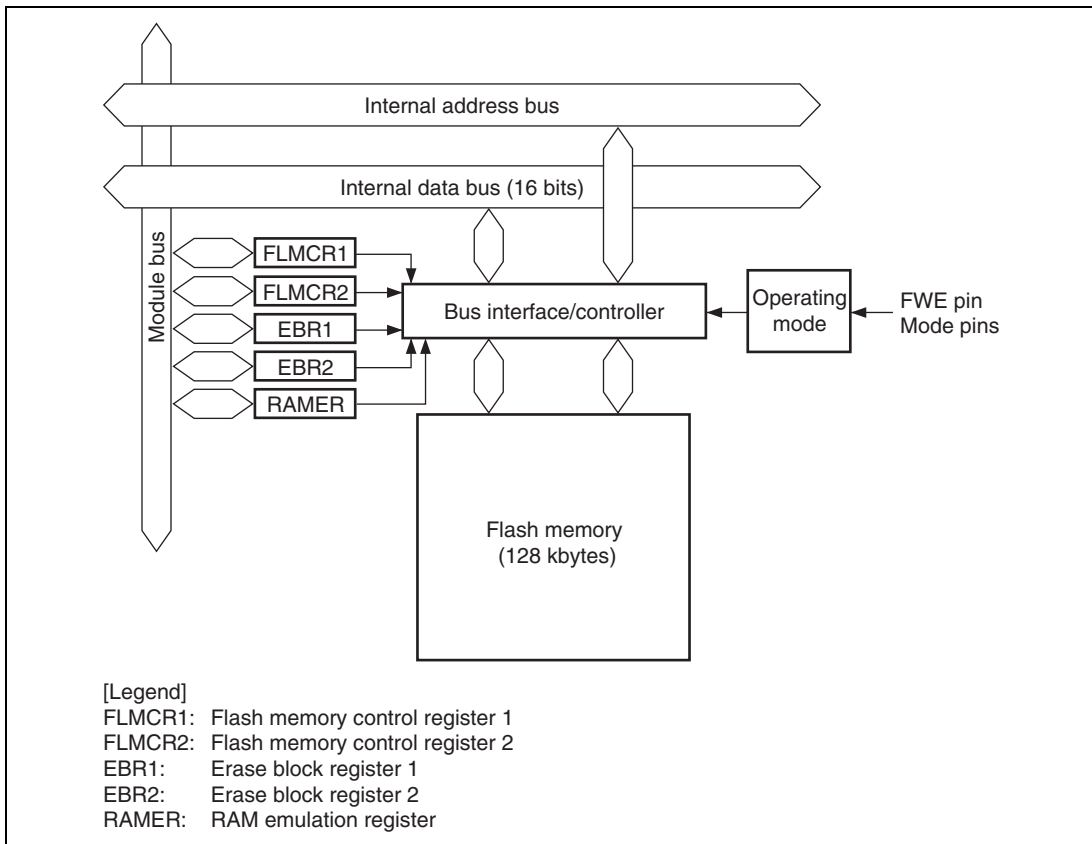 Internal address bus
Internal data bus (16 bits)
Module bus
FLMCR1
FLMCR2
EBR1
EBR2
RAMER
Bus interface/controller
Operating
mode
FWE pin
Mode pins
Flash memory
(128 kbytes)
[Legend]
FLMCR1: Flash memory control register 1
FLMCR2: Flash memory control register 2
EBR1: Erase block register 1
EBR2: Erase block register 2
RAMER: RAM emulation register